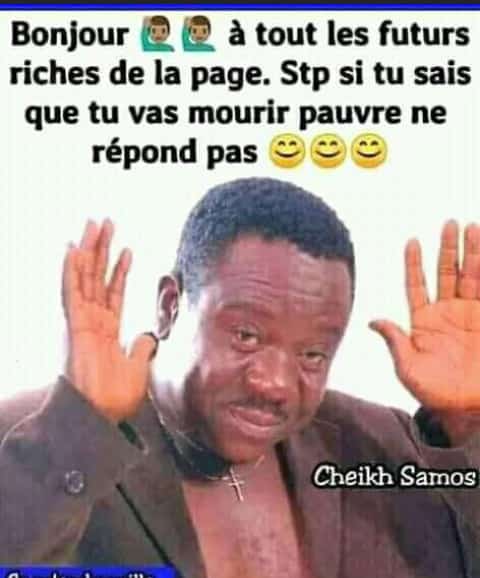 Bonjour 🙋🏽‍♂️🙋🏽‍♂️ à tout les futurs
riches de la page. Stp si tu sais
que tu vas mourir pauvre ne
répond pas 😊😊😊
Cheikh Samos